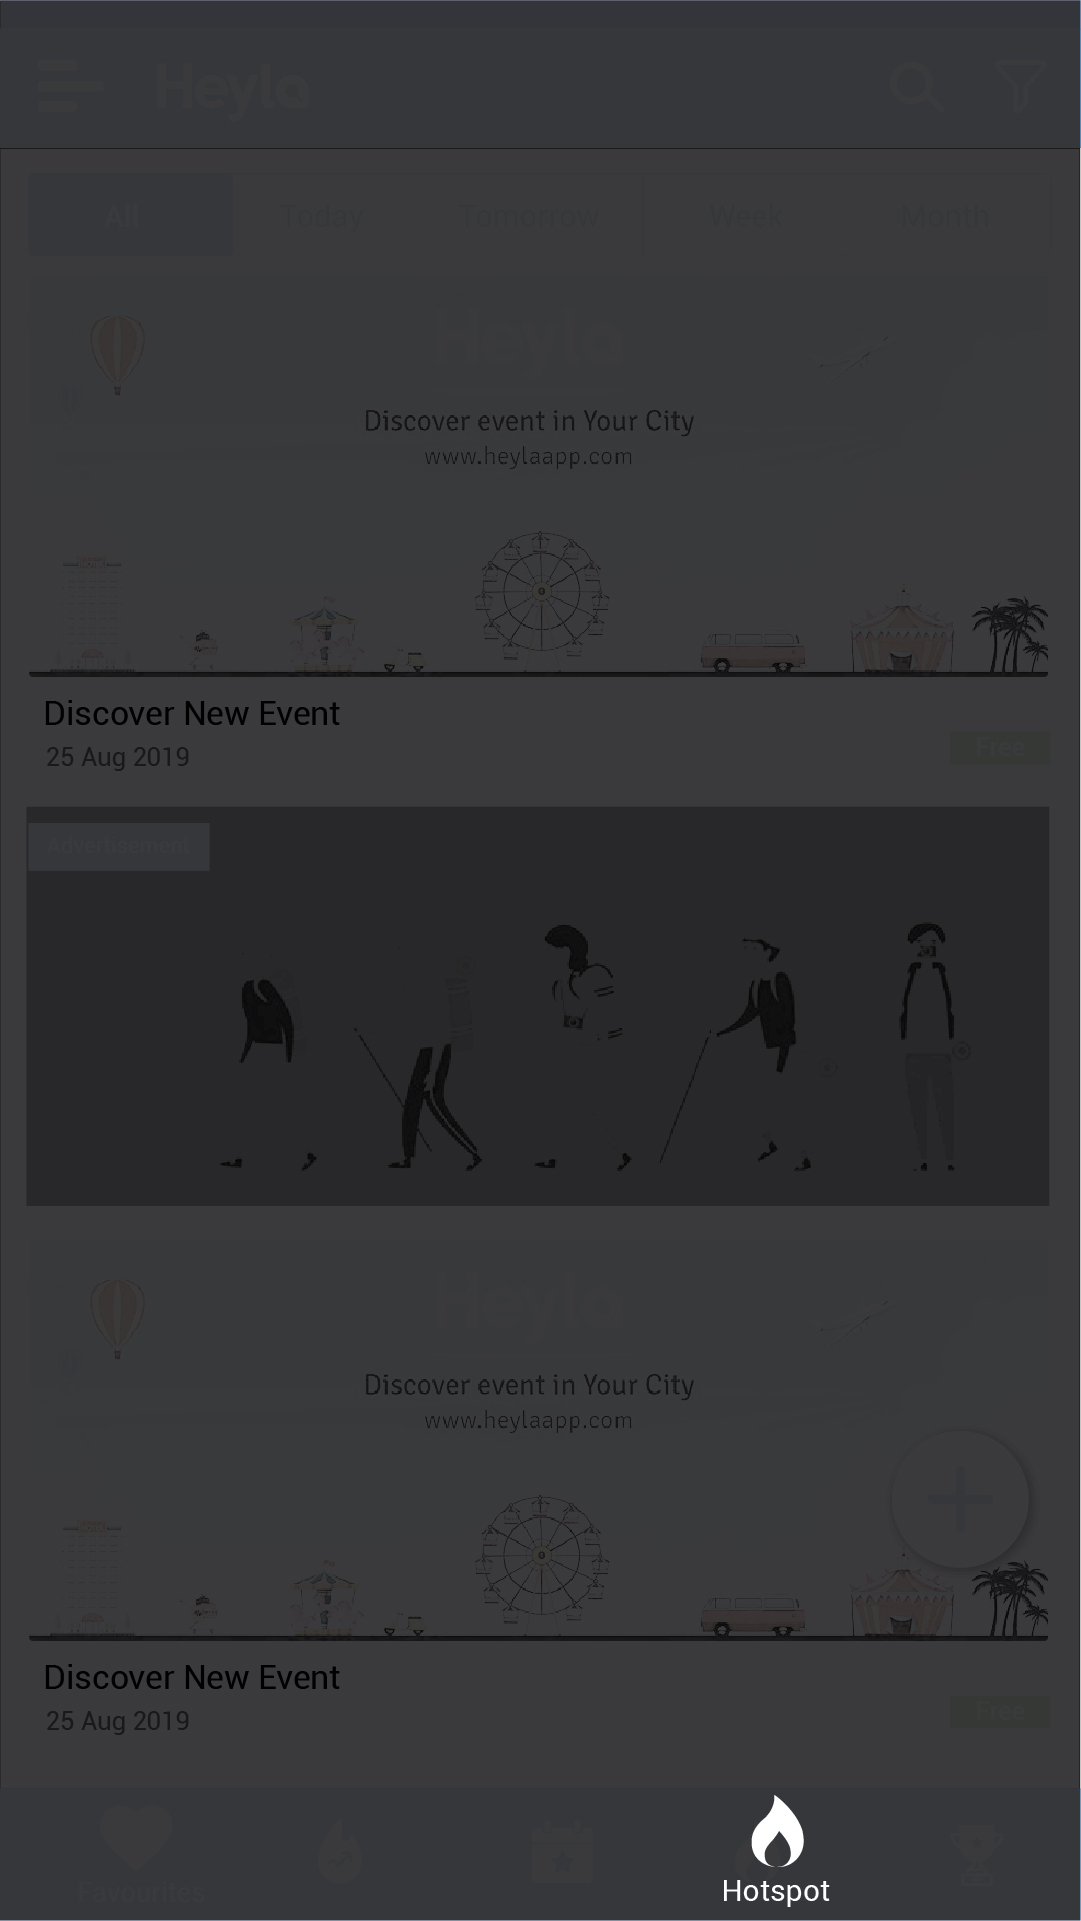 Heyla
All Today Tomorrow Week Month
Heyla
Discover event in Your City
www.heylaapp.com
Discover New Event
25 Aug 2019
Free
Advertisement
Heyla
Discover event in Your City
www.heylaapp.com
Discover New Event
25 Aug 2019
Free
Favourites
Hotspot